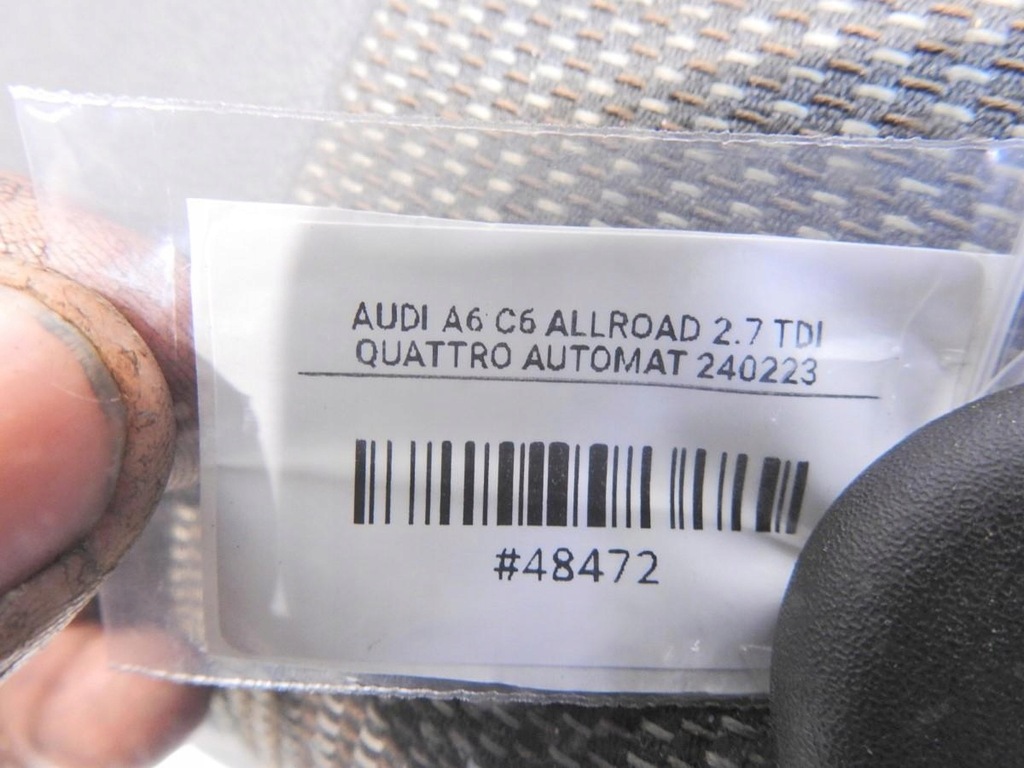 AUDI A6 C6 ALLROAD 2.7 TDI
QUATTRO AUTOMAT 240223
#48472